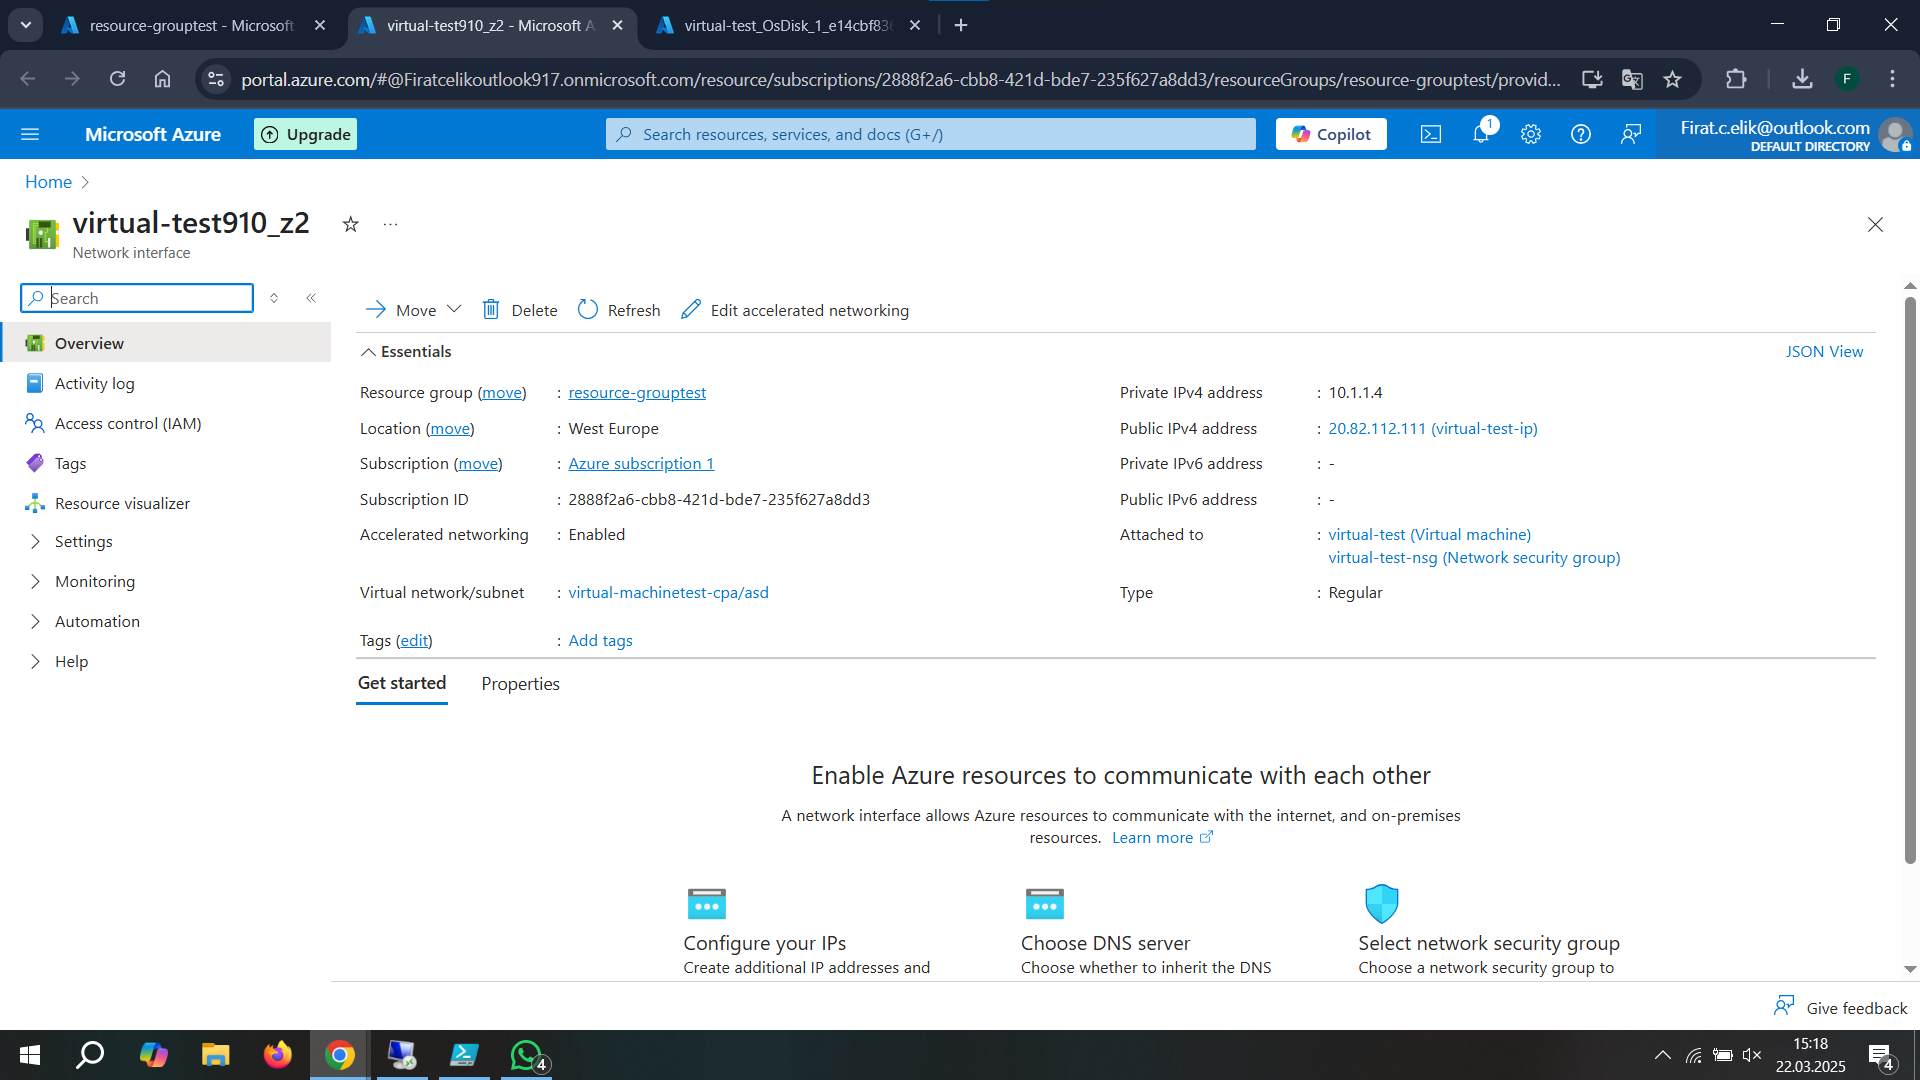 resource-grouptest - Microsoft
virtual-test910_z2 - Microsoft A
virtual-test_OsDisk_1_e14cbf836
portal.azure.com/#@Firatcelikoutlook917.onmicrosoft.com/resource/subscriptions/2888f2a6-cbb8-421d-bde7-235f627a8dd3/resourceGroups/resource-grouptest/provid...
F
Microsoft Azure
Upgrade
Search resources, services, and docs (G+/)
Copilot
1
Firat.c.elik@outlook.com
DEFAULT DIRECTORY
Home
virtual-test910_z2
Network interface
Search
Overview
Activity log
Access control (IAM)
Tags
Resource visualizer
Settings
Monitoring
Automation
Help
Move
Delete
Refresh
Edit accelerated networking
Essentials
JSON View
Resource group (move) : resource-grouptest
Location (move) : West Europe
Subscription (move) : Azure subscription 1
Subscription ID : 2888f2a6-cbb8-421d-bde7-235f627a8dd3
Accelerated networking : Enabled
Virtual network/subnet : virtual-machinetest-cpa/asd
Private IPv4 address : 10.1.1.4
Public IPv4 address : 20.82.112.111 (virtual-test-ip)
Private IPv6 address : -
Public IPv6 address : -
Attached to : virtual-test (Virtual machine)
virtual-test-nsg (Network security group)
Type : Regular
Tags (edit) : Add tags
Get started
Properties
Enable Azure resources to communicate with each other
A network interface allows Azure resources to communicate with the internet, and on-premises
resources. Learn more
Configure your IPs
Create additional IP addresses and
Choose DNS server
Choose whether to inherit the DNS
Select network security group
Choose a network security group to
Give feedback
4
15:18
22.03.2025
4